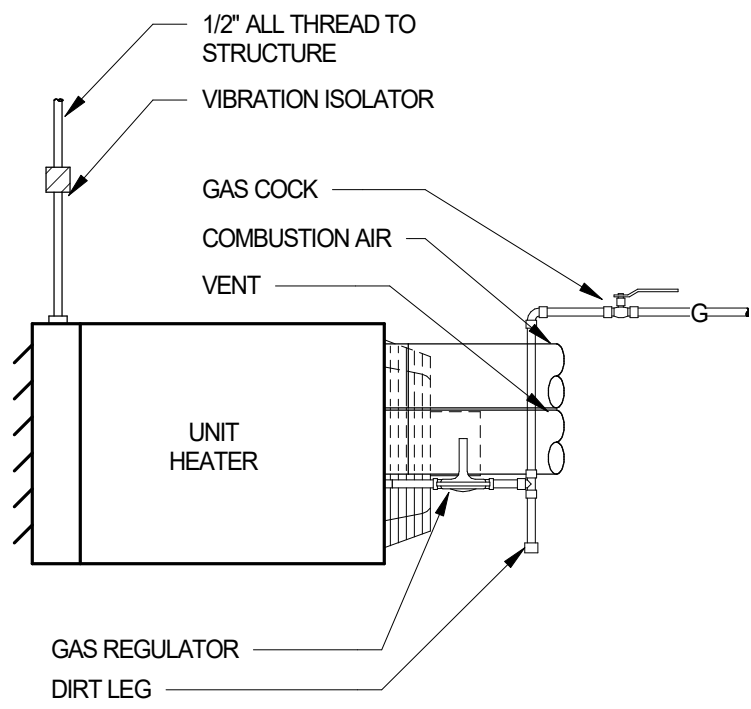 1/2" ALL THREAD TO
STRUCTURE
VIBRATION ISOLATOR
GAS COCK
COMBUSTION AIR
VENT
G
UNIT
HEATER
GAS REGULATOR
DIRT LEG